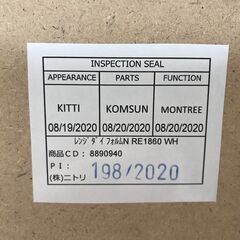 INSPECTION SEAL
APPEARANCE PARTS FUNCTION
KITTI KOMSUN MONTREE
08/19/2020 08/20/2020 08/20/2020
ﾚﾝｼﾞﾀﾞｲ ﾌｫﾙﾑN RE1860 WH
商品CD: 8890940
PI: 198/2020
(株)ニトリ